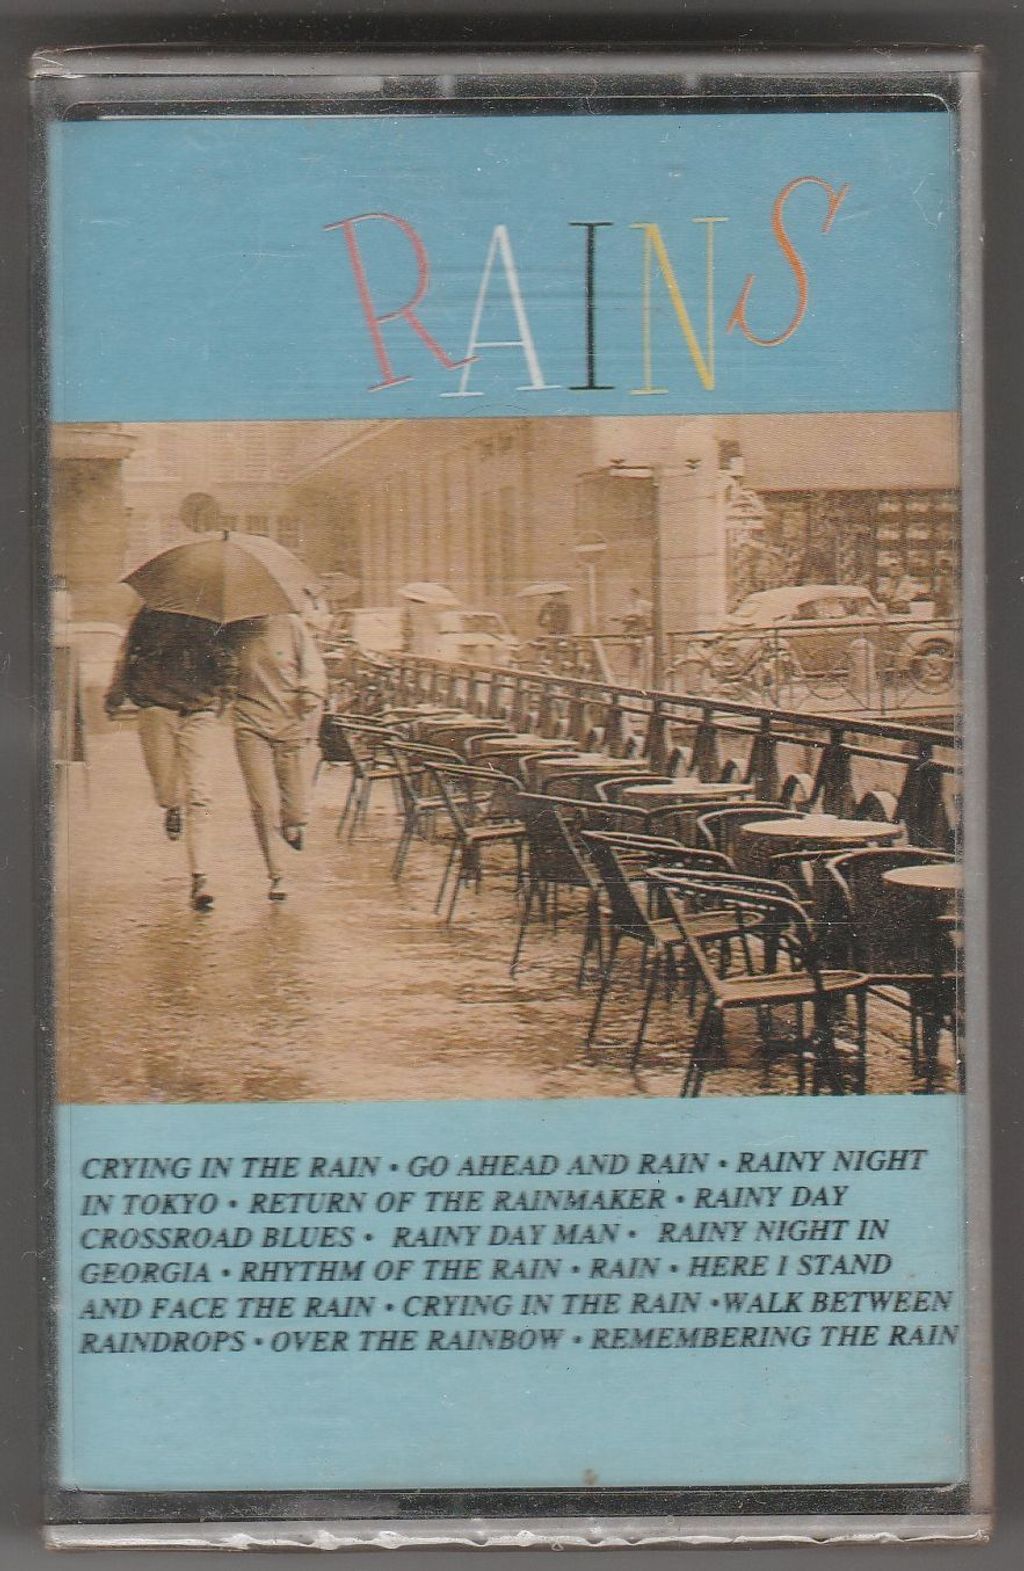 RAINS
CRYING IN THE RAIN • GO AHEAD AND RAIN • RAINY NIGHT
IN TOKYO • RETURN OF THE RAINMAKER • RAINY DAY
CROSSROAD BLUES • RAINY DAY MAN • RAINY NIGHT IN
GEORGIA • RHYTHM OF THE RAIN • RAIN • HERE I STAND
AND FACE THE RAIN • CRYING IN THE RAIN •WALK BETWEEN
RAINDROPS • OVER THE RAINBOW • REMEMBERING THE RAIN